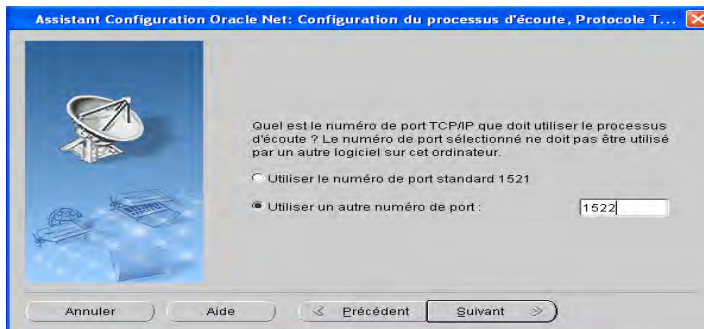 Assistant Configuration Oracle Net: Configuration du processus d'écoute, Protocole T...
Quel est le numéro de port TCP/IP que doit utiliser le processus
d'écoute ? Le numéro de port sélectionné ne doit pas être utilisé
par un autre logiciel sur cet ordinateur.
Utiliser le numéro de port standard 1521
Utiliser un autre numéro de port : 1522
Annuler Aide Précédent Suivant